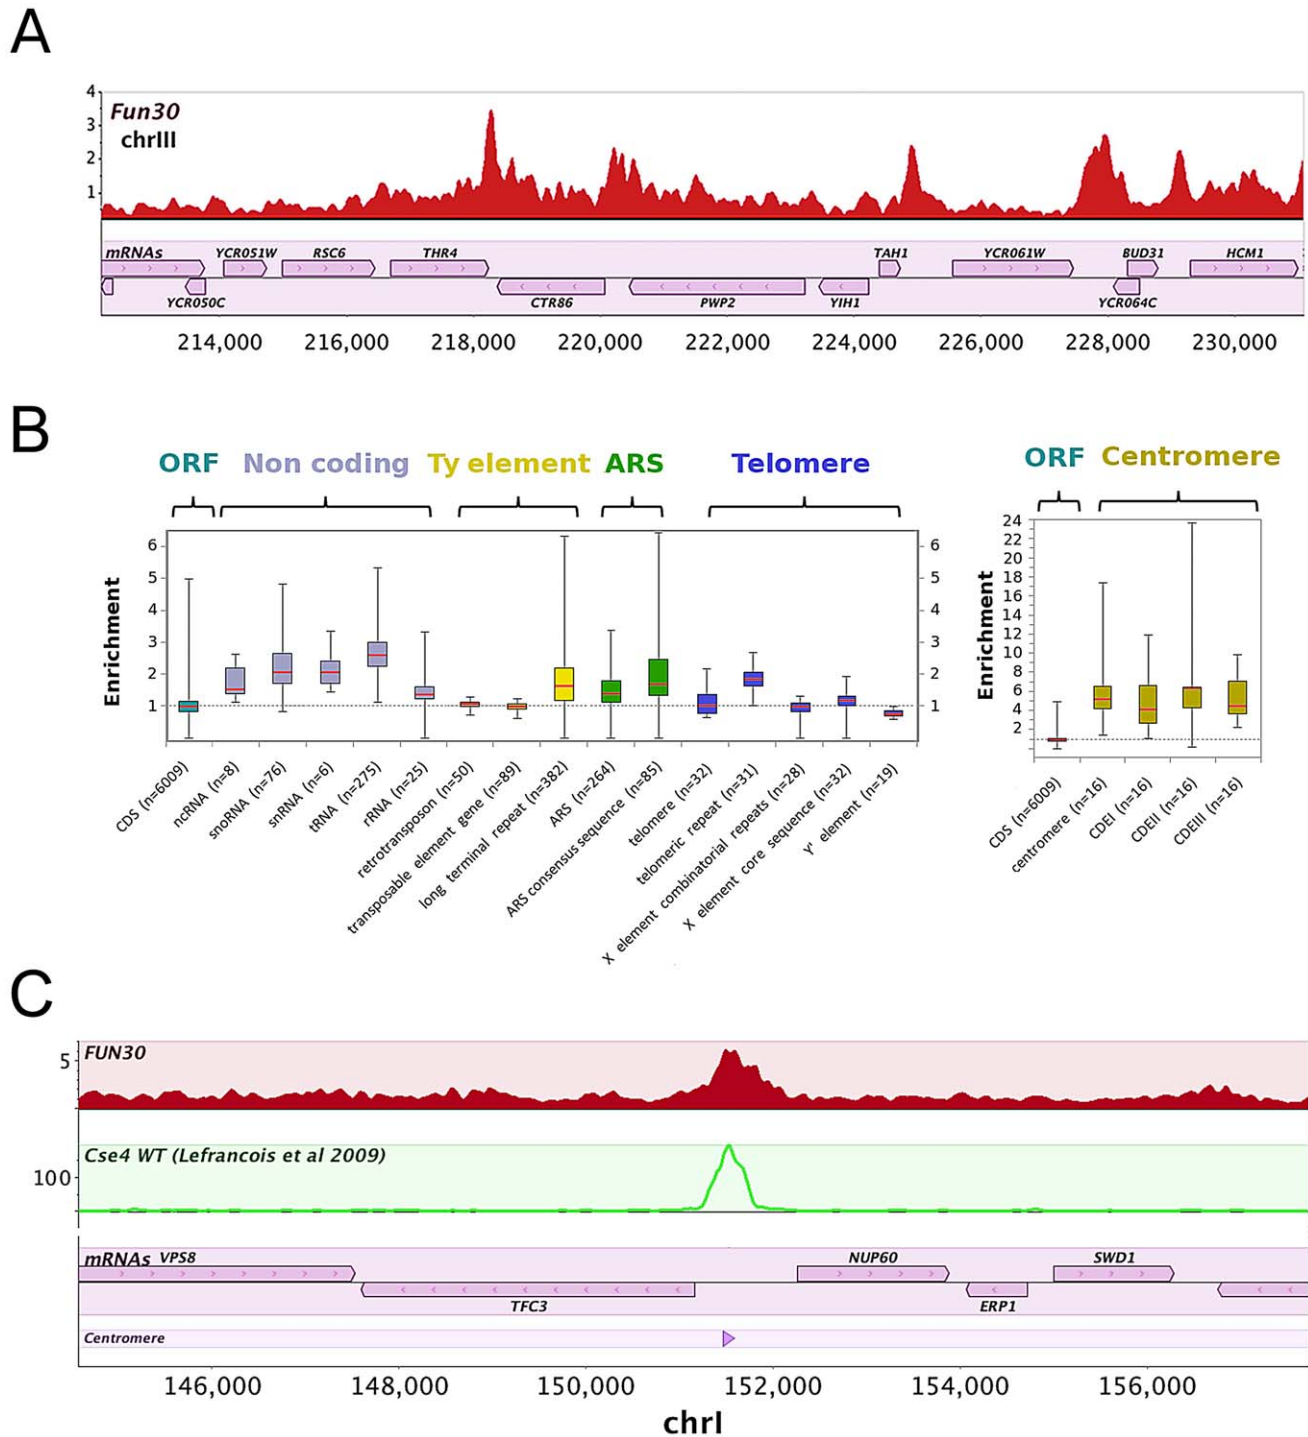 A
4
3
2
1
Fun30
chrIII
mRNAs YCR051W RSC6 THR4 TAH1 YCR061W BUD31 HCM1
YCR050C CTR86 PWP2 YIH1 YCR064C
214,000 216,000 218,000 220,000 222,000 224,000 226,000 228,000 230,000
B
ORF Non coding Ty element ARS Telomere
Enrichment
6 6
5 5
4 4
3 3
2 2
1 1
CDS (n=6009)
ncRNA (n=8)
snoRNA (n=76)
snRNA (n=6)
tRNA (n=275)
rRNA (n=25)
retrotransposon (n=50)
transposable element gene (n=89)
long terminal repeat (n=382)
ARS (n=264)
ARS consensus sequence (n=85)
telomere (n=32)
telomeric repeat (n=31)
X element combinatorial repeats (n=28)
X element core sequence (n=32)
Y' element (n=19)
ORF Centromere
Enrichment
24
22
20
18
16
14
12
10
8
6
4
2
CDS (n=6009)
centromere (n=16)
CDEI (n=16)
CDEII (n=16)
CDEIII (n=16)
C
FUN30
5
Cse4 WT (Lefrancois et al 2009)
100
mRNAs VPS8 NUP60 SWD1
TFC3 ERP1
Centromere
146,000 148,000 150,000 152,000 154,000 156,000
chrI